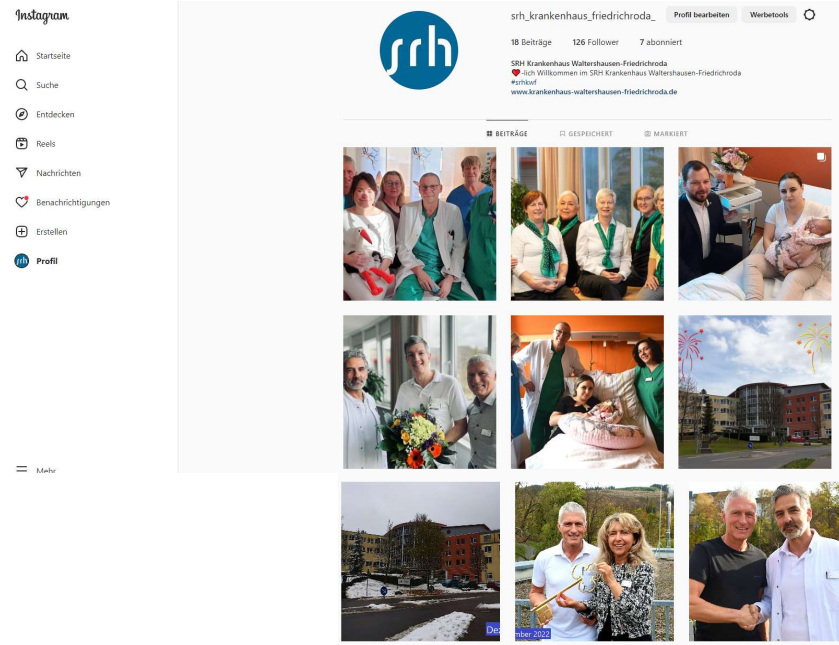 Instagram
Startseite
Suche
Entdecken
Reels
Nachrichten
Benachrichtigungen
Erstellen
srh
Profil
Mehr
srh
srh_krankenhaus_friedrichroda_ Profil bearbeiten Werbetools
18 Beiträge 126 Follower 7 abonniert
SRH Krankenhaus Waltershausen-Friedrichroda
❤-lich Willkommen im SRH Krankenhaus Waltershausen-Friedrichroda
#srhkwf
www.krankenhaus-waltershausen-friedrichroda.de
BEITRÄGE GESPEICHERT MARKIERT
Dez
mber 2022